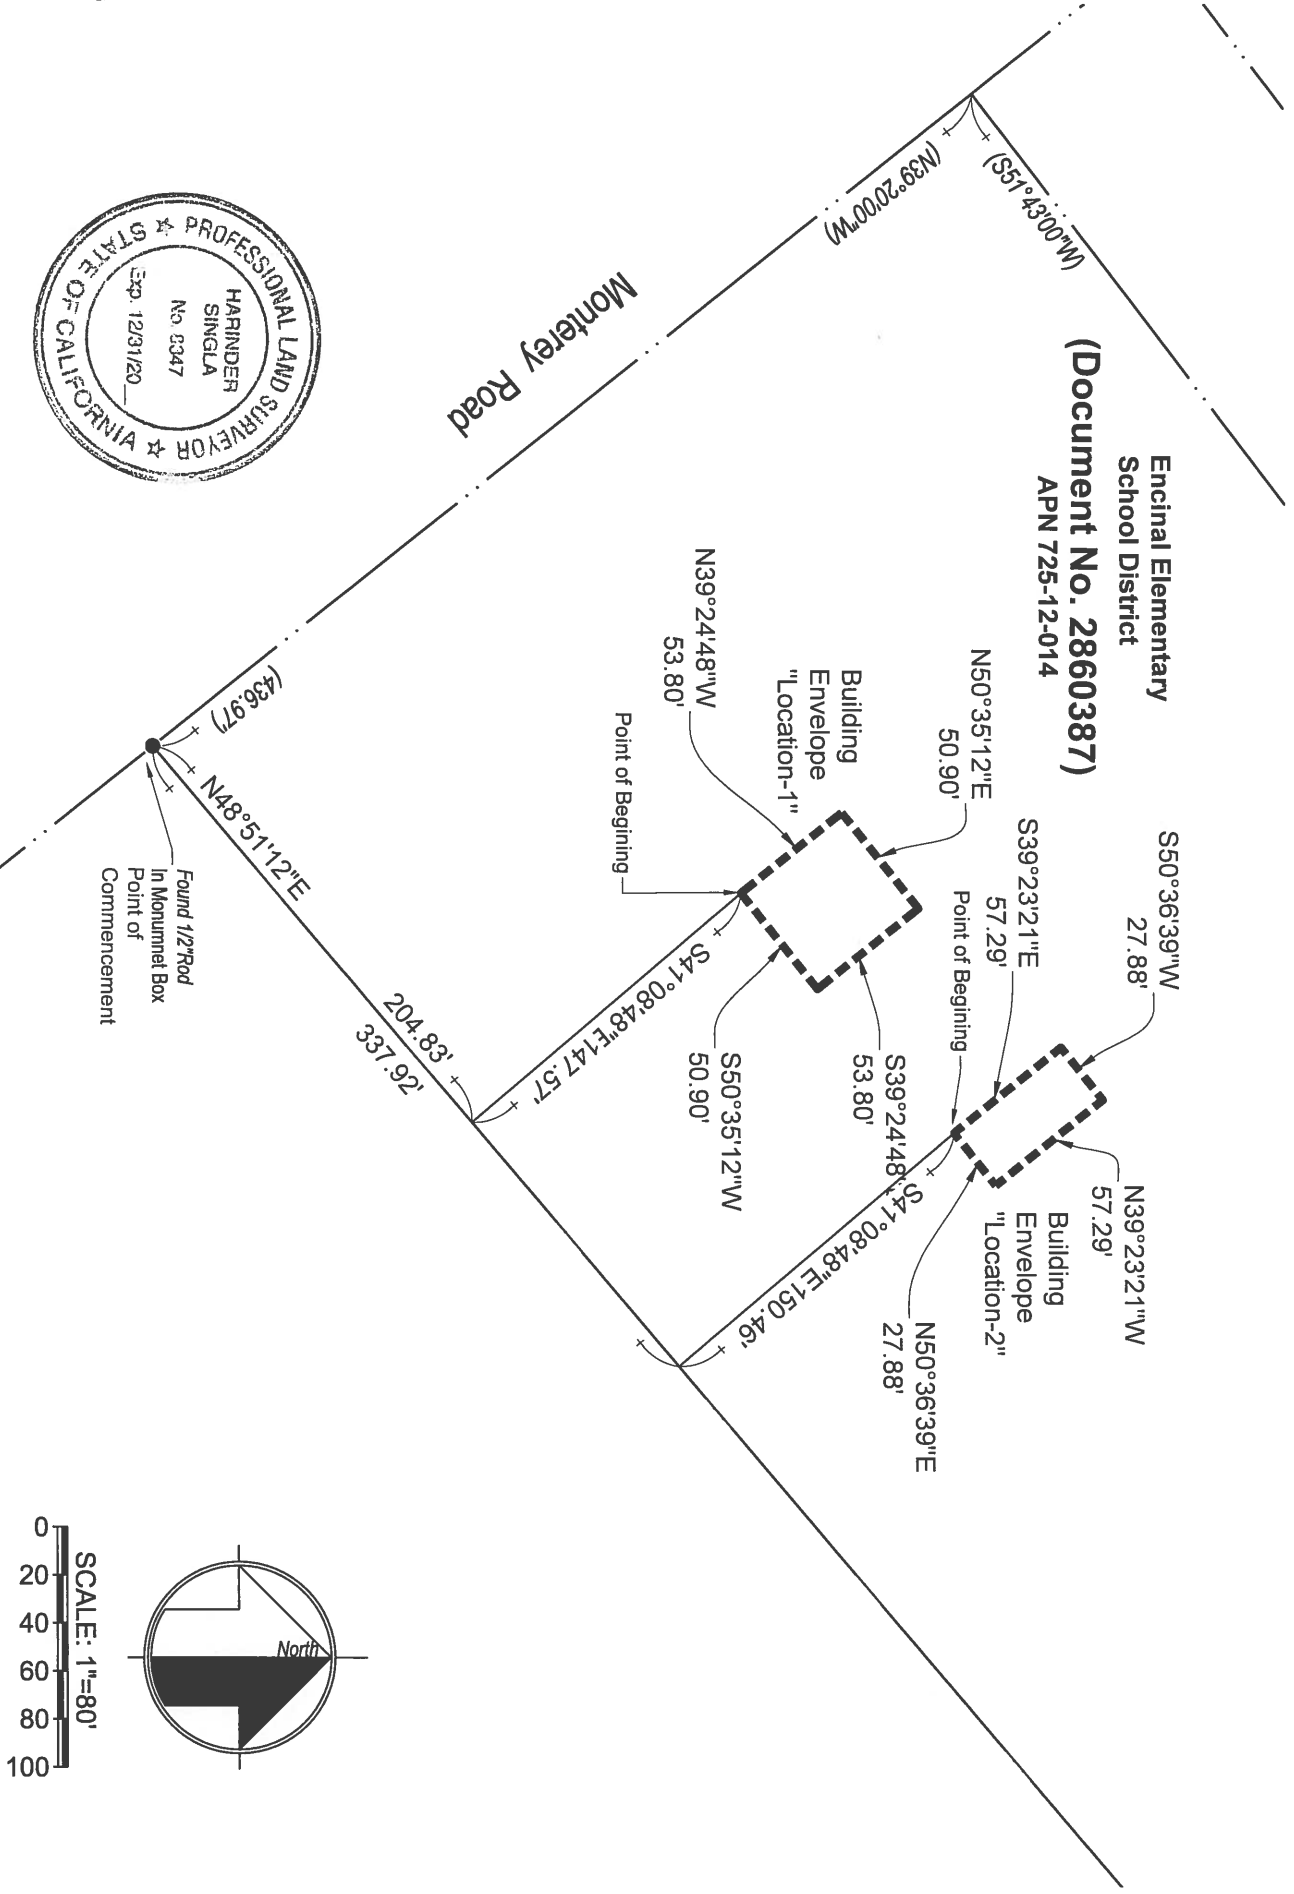 (S51°43'00"W)
(N39°20'00"W)
Encinal Elementary
School District
(Document No. 2860387)
APN 725-12-014
Monterey Road
S50°36'39"W
27.88'
S39°23'21"E
57.29'
Point of Begining
N39°23'21"W
57.29'
Building
Envelope
"Location-2"
N50°36'39"E
27.88'
N50°35'12"E
50.90'
Building
Envelope
"Location-1"
N39°24'48"W
53.80'
Point of Begining
S39°24'48
53.80'
S50°35'12"W
50.90'
S41°08'48"E147.57'
S41°08'48"E150.46'
(436.97')
N48°51'12"E
204.83'
337.92'
Found 1/2"Rod
In Monumnet Box
Point of
Commencement
PROFESSIONAL LAND SURVEYOR
STATE OF CALIFORNIA
HARINDER
SINGLA
Exp. 12/31/20
North
SCALE: 1"=80'
0 20 40 60 80 100